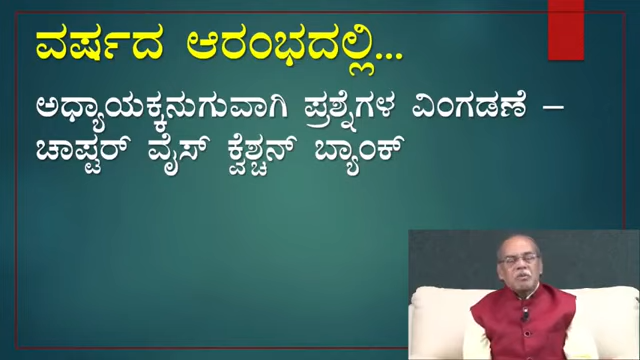 ವರ್ಷದ ಆರಂಭದಲ್ಲಿ...
ಅಧ್ಯಾಯಕ್ಕನುಗುವಾಗಿ ಪ್ರಶ್ನೆಗಳ ವಿಂಗಡಣೆ –
ಚಾಪ್ಟರ್ ವೈಸ್ ಕ್ವೆಶ್ಚನ್ ಬ್ಯಾಂಕ್